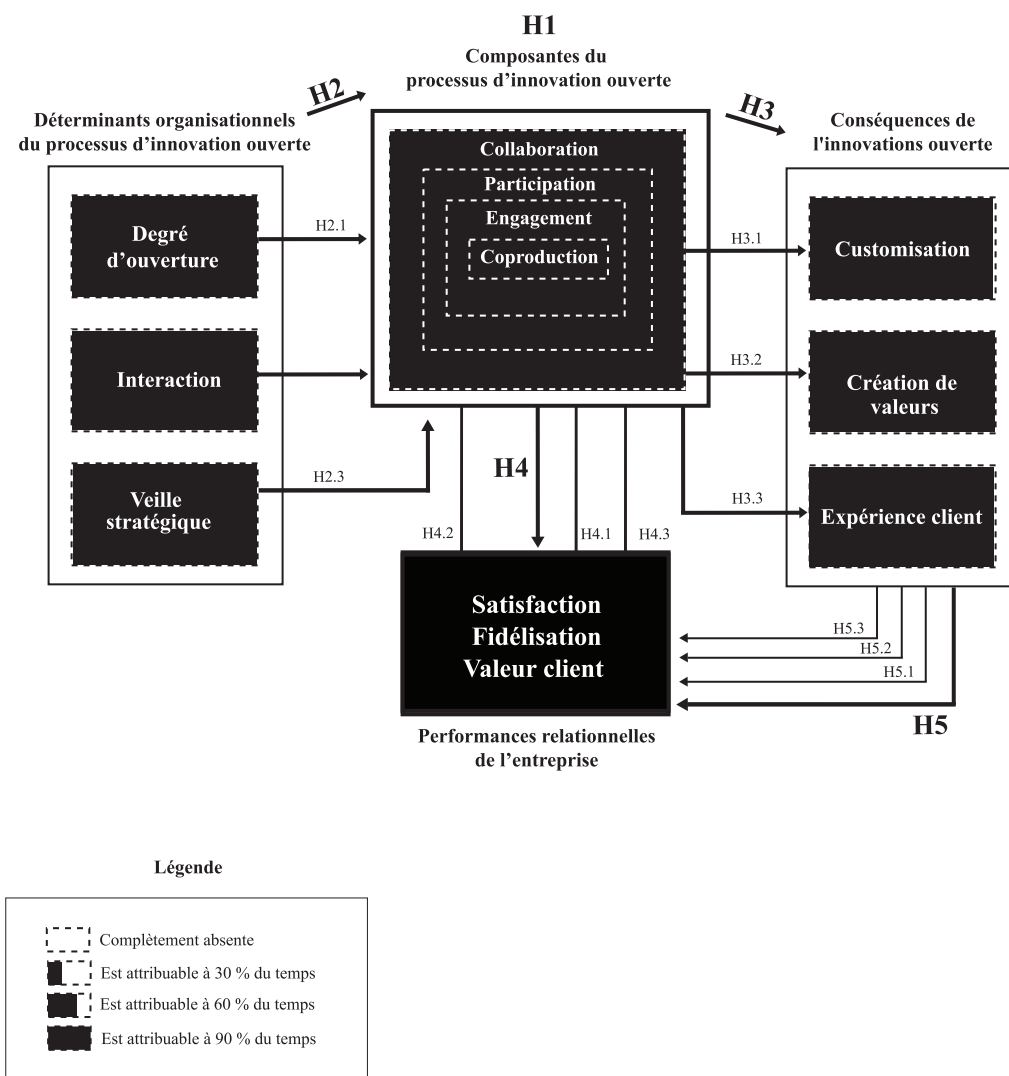 H1
Composantes du
processus d'innovation ouverte
H2
H3
Déterminants organisationnels
du processus d'innovation ouverte
Conséquences de
l'innovations ouverte
Collaboration
Participation
Engagement
Coproduction
Degré
d'ouverture
H2.1
Interaction
Veille
stratégique
H2.3
H3.1
Customisation
H3.2
Création de
valeurs
H3.3
Expérience client
H4
H4.2
H4.1
H4.3
Satisfaction
Fidélisation
Valeur client
H5.3
H5.2
H5.1
H5
Performances relationnelles
de l'entreprise
Légende
Complètement absente
Est attribuable à 30 % du temps
Est attribuable à 60 % du temps
Est attribuable à 90 % du temps